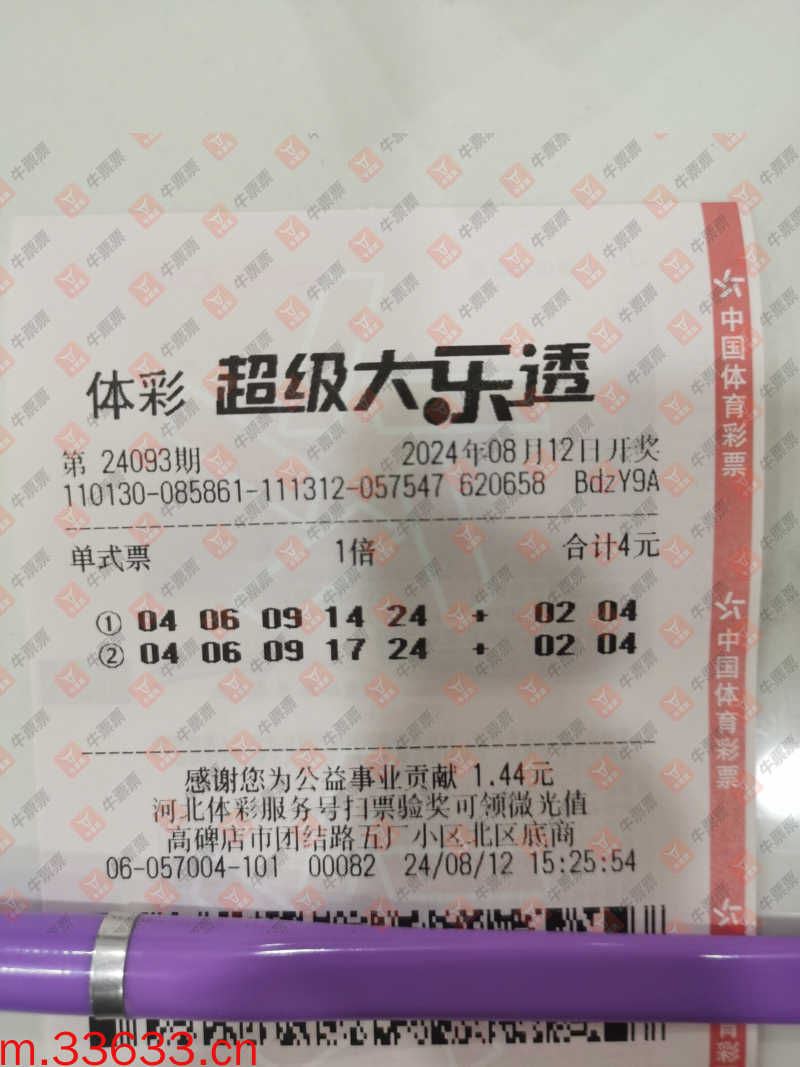 体彩 超级大乐透
第 24093期 2024年08月12日开奖
110130-085861-111312-057547 620658 BdzY9A
单式票 1倍 合计4元
① 04 06 09 14 24 + 02 04
② 04 06 09 17 24 + 02 04
感谢您为公益事业贡献 1.44元
河北体彩服务号扫票验奖可领微光值
高碑店市团结路五厂小区北区底商
06-057004-101 00082 24/08/12 15:25:54
中国体育彩票
中国体育彩票
牛票票
m.33633.cn